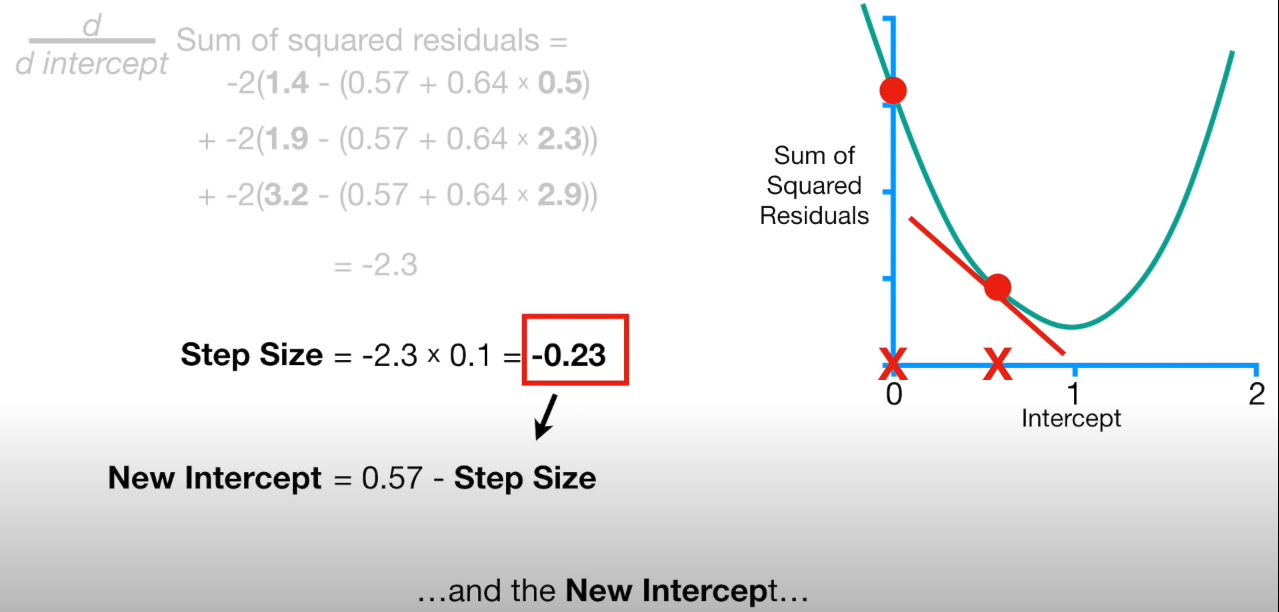 d
d intercept
Sum of squared residuals =
-2(1.4 - (0.57 + 0.64 × 0.5)
+ -2(1.9 - (0.57 + 0.64 × 2.3))
+ -2(3.2 - (0.57 + 0.64 × 2.9))
= -2.3
Step Size = -2.3 × 0.1 = -0.23
New Intercept = 0.57 - Step Size
…and the New Intercept…
Sum of
Squared
Residuals
X X
0 1 2
Intercept